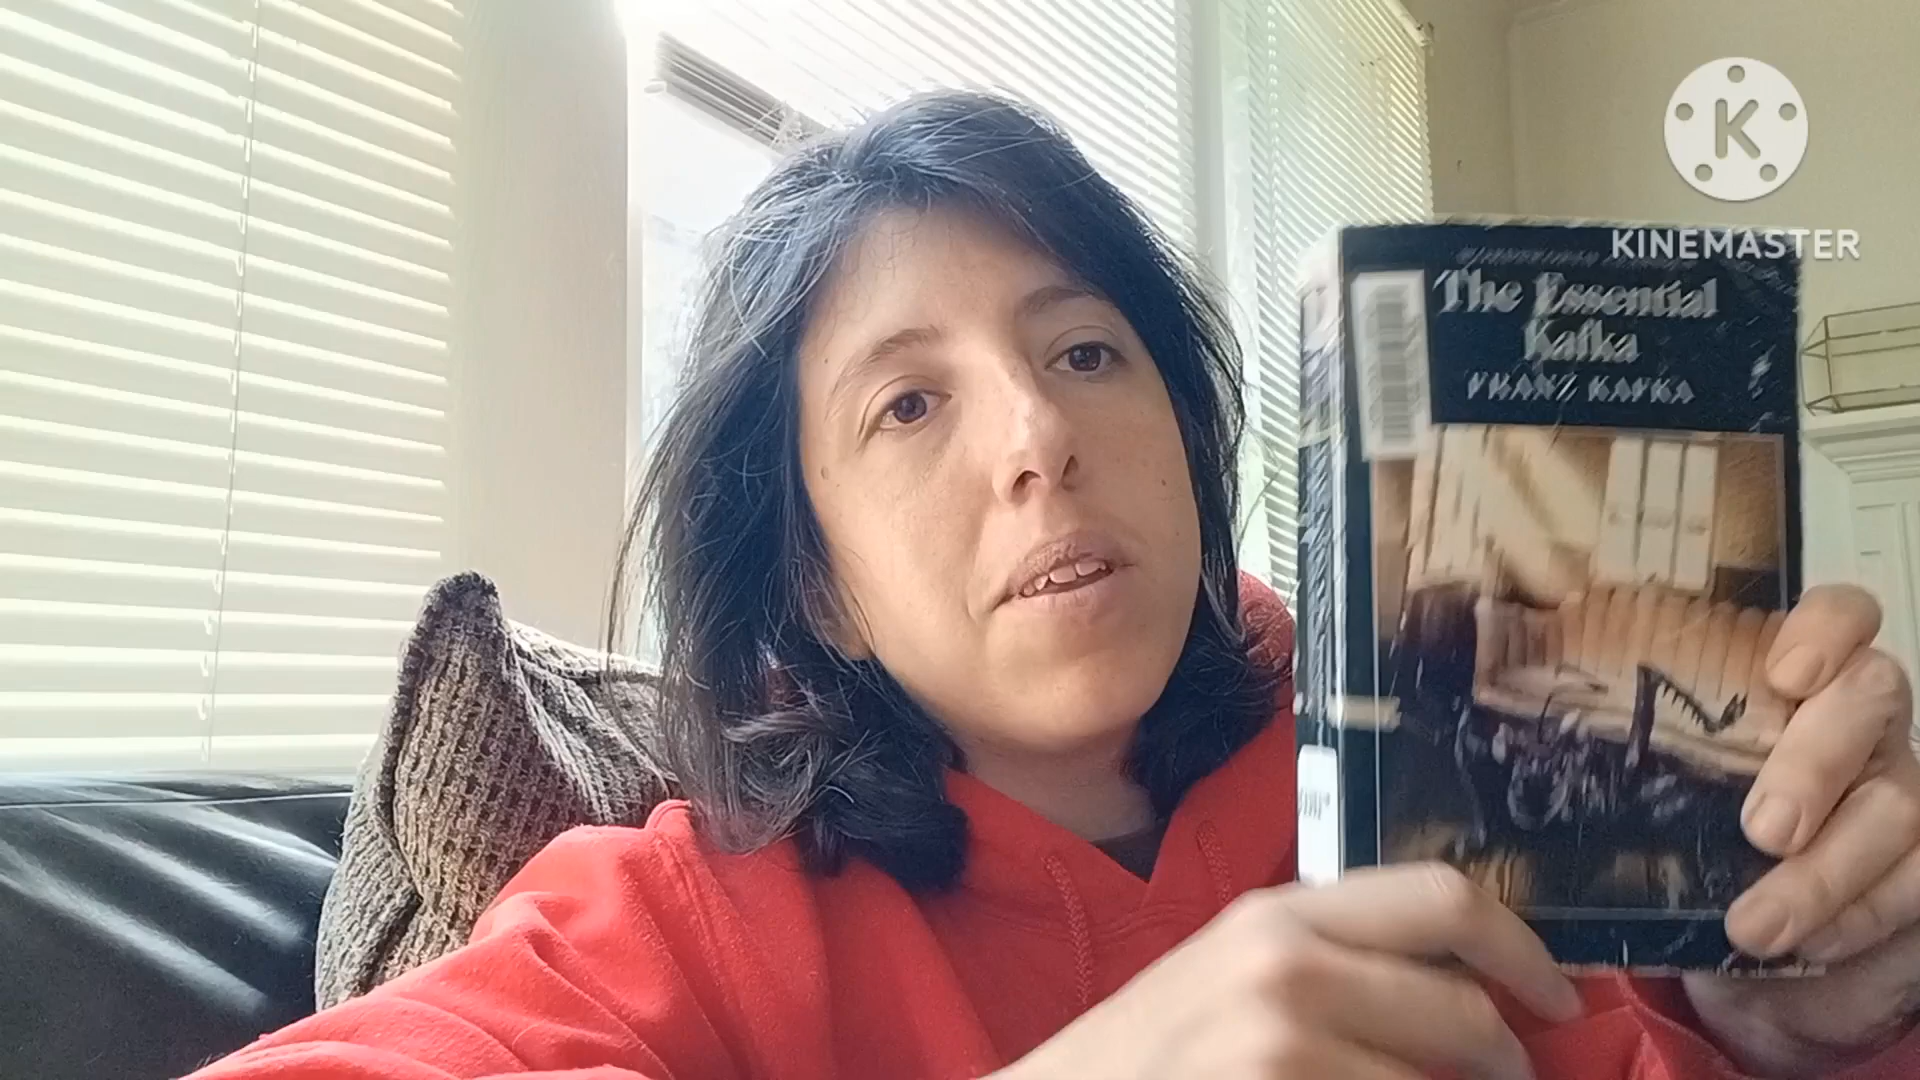 K
KINEMASTER
The Essential
Kafka
FRANZ KAFKA